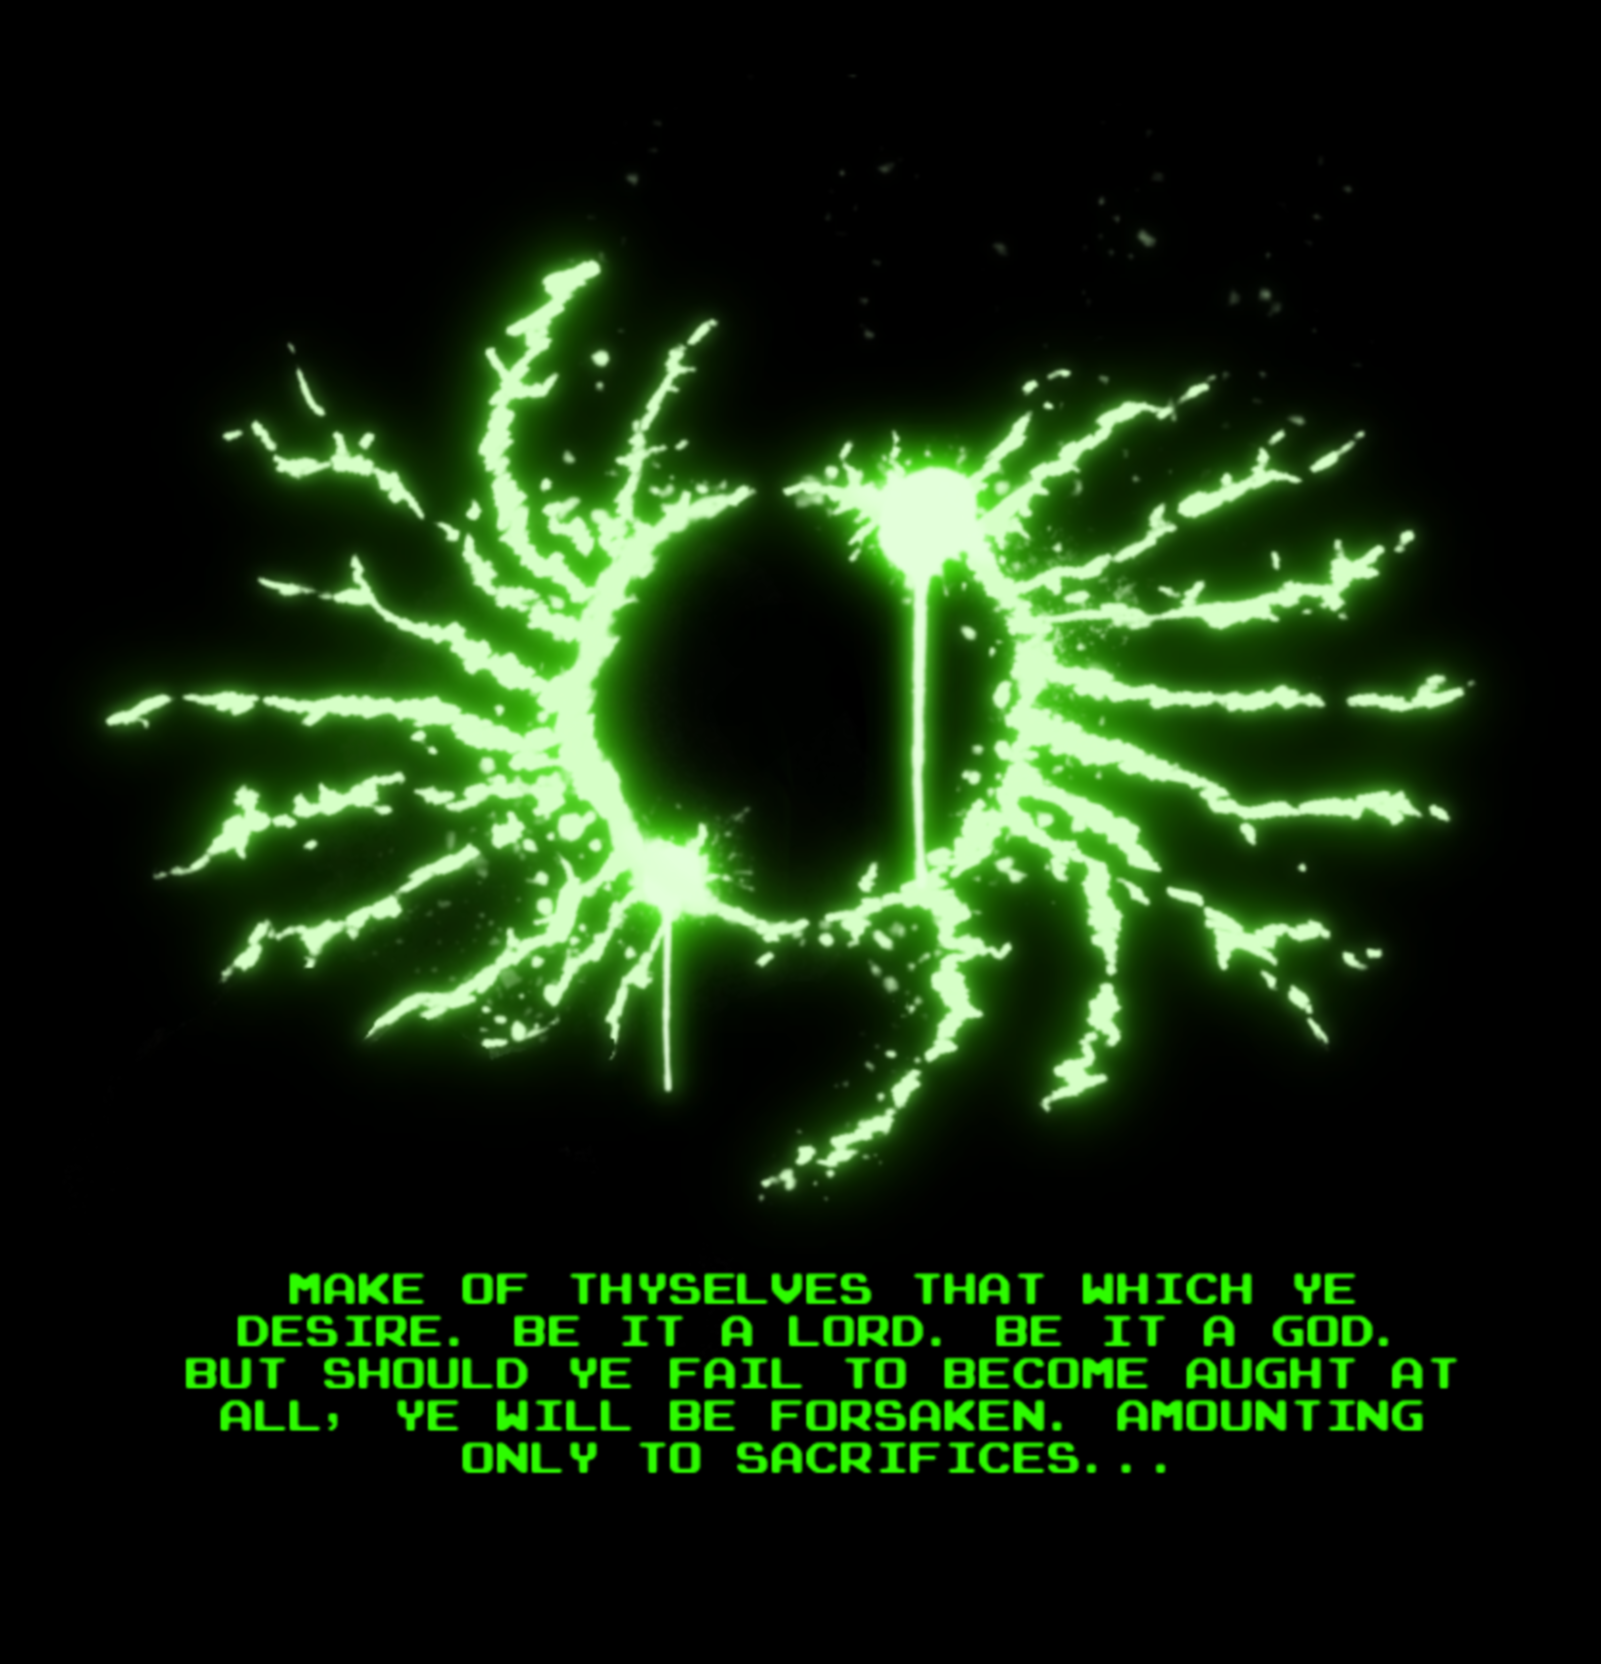 MAKE OF THYSELVES THAT WHICH YE
DESIRE. BE IT A LORD. BE IT A GOD.
BUT SHOULD YE FAIL TO BECOME AUGHT AT
ALL, YE WILL BE FORSAKEN. AMOUNTING
ONLY TO SACRIFICES...